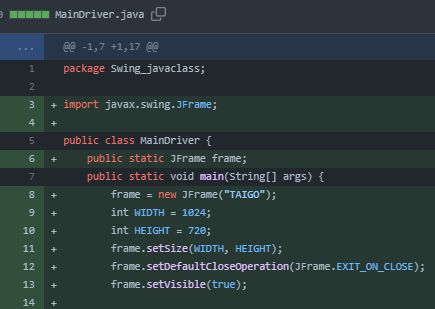 MainDriver.java
... @@ -1,7 +1,17 @@
1 package Swing_javaclass;
2
3 + import javax.swing.JFrame;
4 +
5 public class MainDriver {
6 + public static JFrame frame;
7 public static void main(String[] args) {
8 + frame = new JFrame("TAIGO");
9 + int WIDTH = 1024;
10 + int HEIGHT = 720;
11 + frame.setSize(WIDTH, HEIGHT);
12 + frame.setDefaultCloseOperation(JFrame.EXIT_ON_CLOSE);
13 + frame.setVisible(true);
14 +